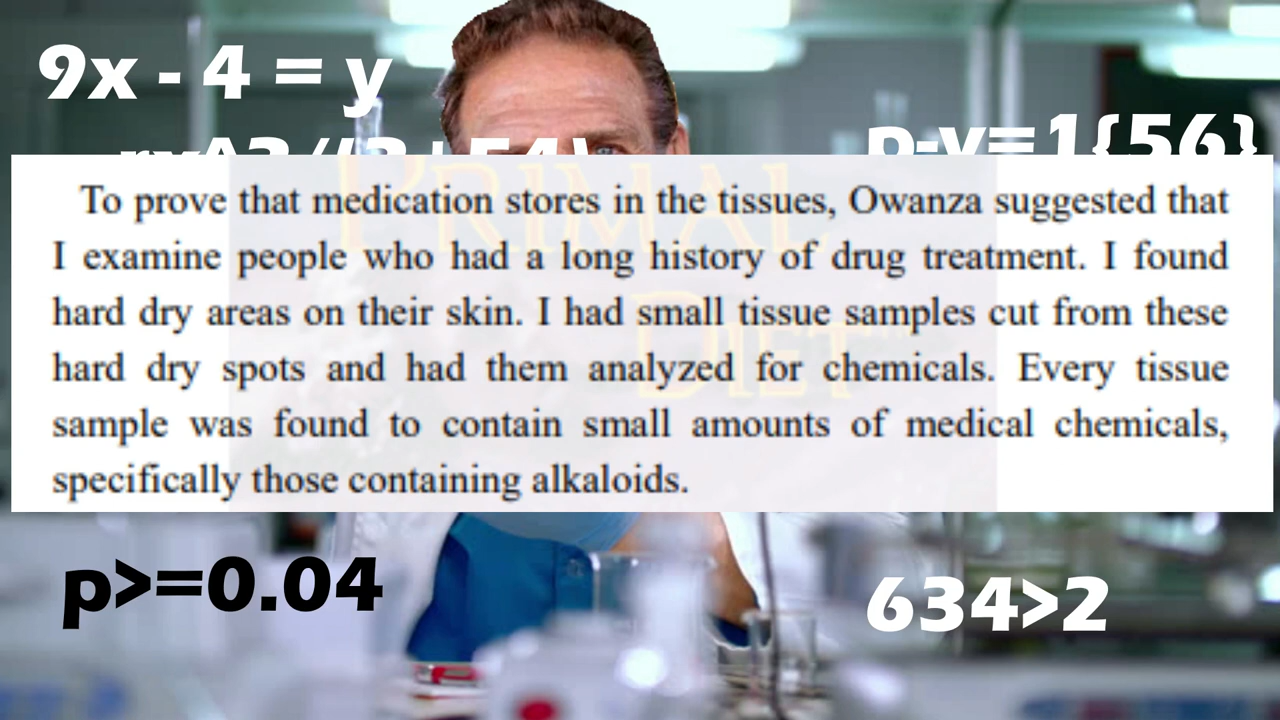 9x - 4 = y
PRIMAL
DIET
To prove that medication stores in the tissues, Owanza suggested that
I examine people who had a long history of drug treatment. I found
hard dry areas on their skin. I had small tissue samples cut from these
hard dry spots and had them analyzed for chemicals. Every tissue
sample was found to contain small amounts of medical chemicals,
specifically those containing alkaloids.
p>=0.04
634>2